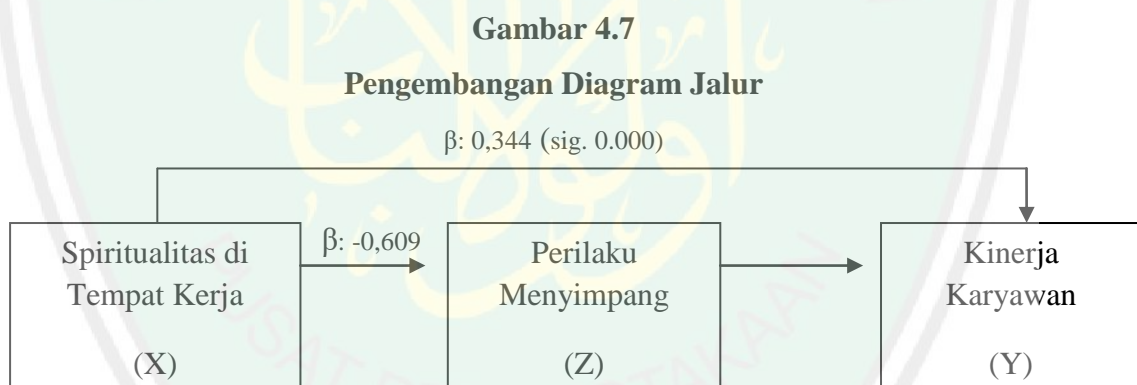 Gambar 4.7
Pengembangan Diagram Jalur
β: 0,344 (sig. 0.000)
Spiritualitas di
Tempat Kerja
(X)
β: -0,609
Perilaku
Menyimpang
(Z)
Kinerja
Karyawan
(Y)